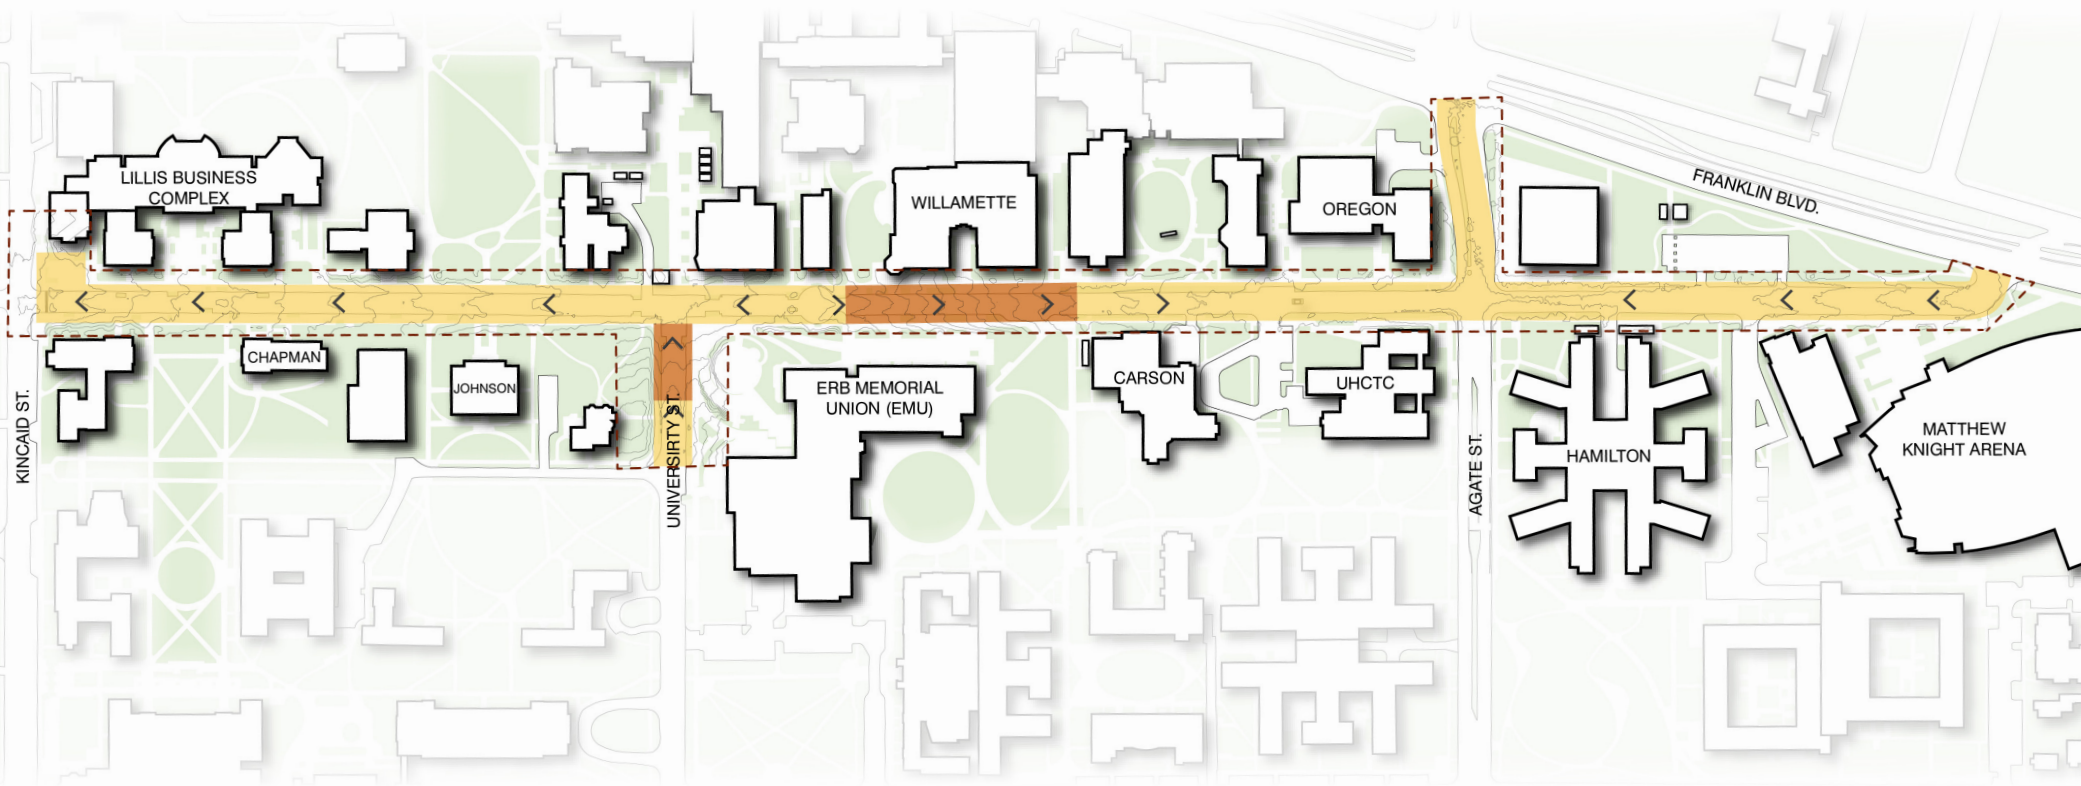 FRANKLIN BLVD.
LILLIS BUSINESS
COMPLEX
WILLAMETTE
OREGON
CHAPMAN
JOHNSON
ERB MEMORIAL
UNION (EMU)
CARSON
UHCTC
HAMILTON
MATTHEW
KNIGHT ARENA
KINCAID ST.
UNIVERSIRTY ST.
AGATE ST.